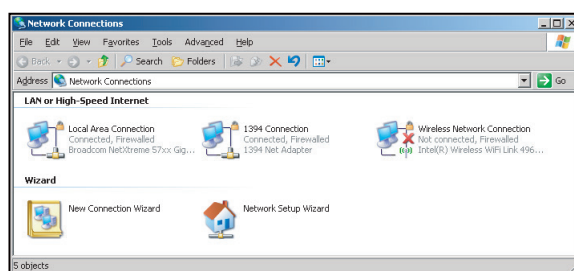 Network Connections
File Edit View Favorites Tools Advanced Help
Back Search Folders
Address Network Connections Go
LAN or High-Speed Internet
Local Area Connection
Connected, Firewalled
Broadcom NetXtreme 57xx Gig...
1394 Connection
Connected, Firewalled
1394 Net Adapter
Wireless Network Connection
Not connected, Firewalled
Intel(R) Wireless WiFi Link 496...
Wizard
New Connection Wizard
Network Setup Wizard
5 objects